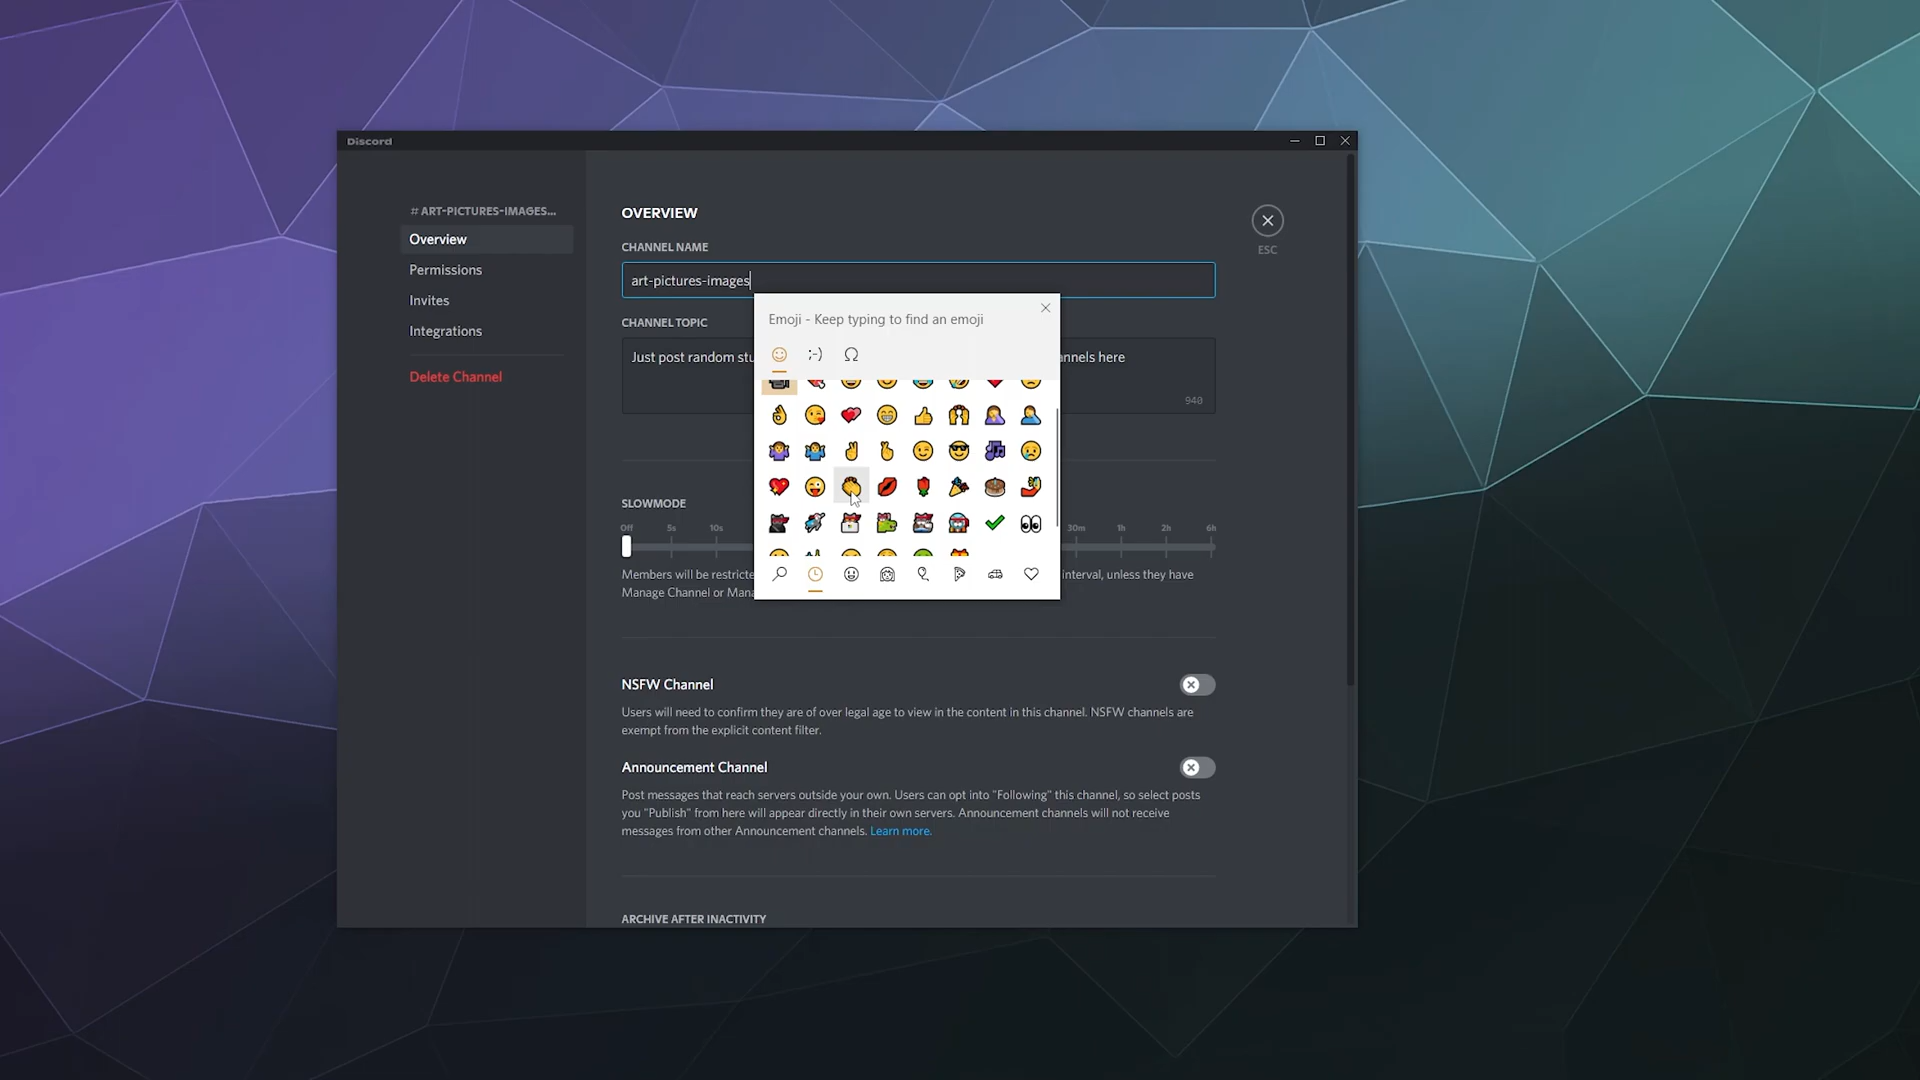 Discord
# ART-PICTURES-IMAGES...
Overview
Permissions
Invites
Integrations
Delete Channel
OVERVIEW
ESC
CHANNEL NAME
art-pictures-images
Emoji - Keep typing to find an emoji
;-)
Ω
CHANNEL TOPIC
Just post random stu
annels here
940
SLOWMODE
Off 5s 10s 30m 1h 2h 6h
Members will be restricte interval, unless they have
Manage Channel or Mana
NSFW Channel
Users will need to confirm they are of over legal age to view in the content in this channel. NSFW channels are
exempt from the explicit content filter.
Announcement Channel
Post messages that reach servers outside your own. Users can opt into "Following" this channel, so select posts
you "Publish" from here will appear directly in their own servers. Announcement channels will not receive
messages from other Announcement channels. Learn more.
ARCHIVE AFTER INACTIVITY